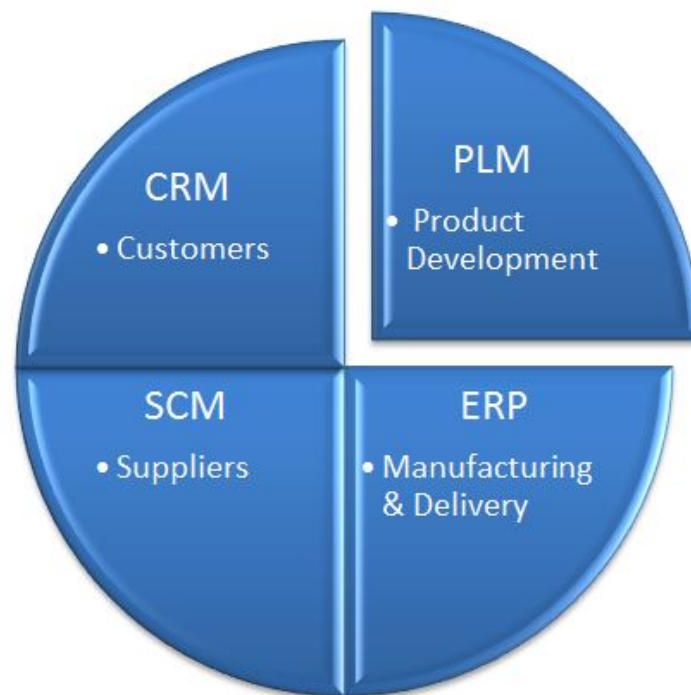 CRM
• Customers
PLM
• Product
Development
SCM
• Suppliers
ERP
• Manufacturing
& Delivery